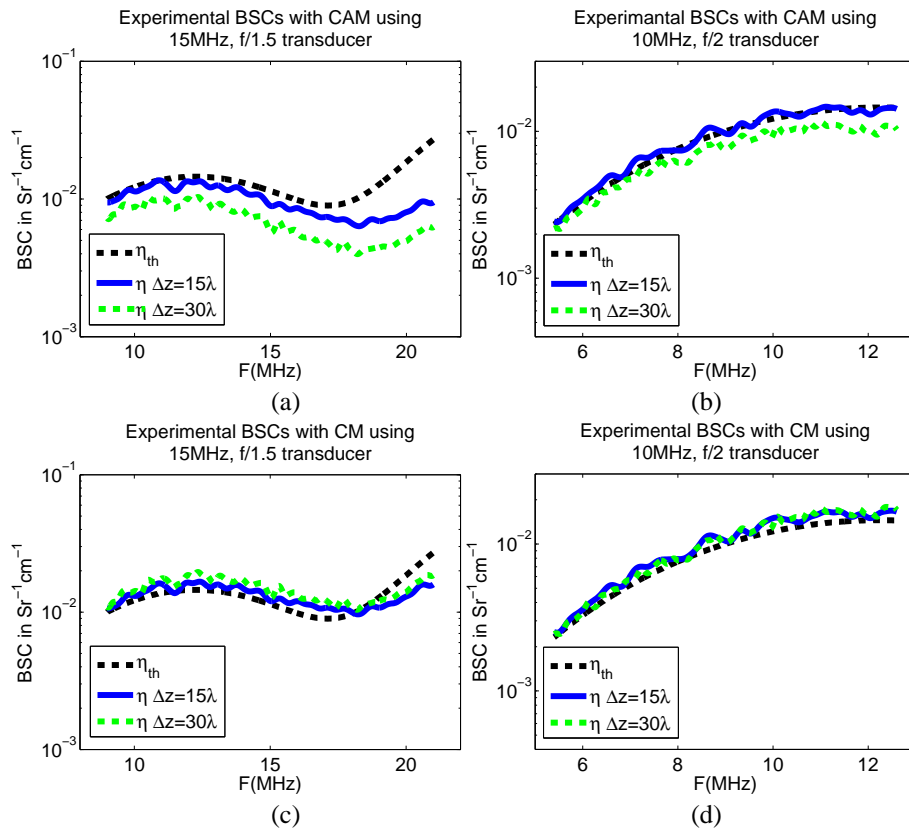 Experimental BSCs with CAM using
15MHz, f/1.5 transducer
10⁻¹
10⁻²
10⁻³
BSC in Sr⁻¹cm⁻¹
η_th
η Δz=15λ
η Δz=30λ
10 15 20
F(MHz)
(a)
Experimantal BSCs with CAM using
10MHz, f/2 transducer
10⁻²
10⁻³
BSC in Sr⁻¹cm⁻¹
η_th
η Δz=15λ
η Δz=30λ
6 8 10 12
F(MHz)
(b)
Experimental BSCs with CM using
15MHz, f/1.5 transducer
10⁻¹
10⁻²
10⁻³
BSC in Sr⁻¹cm⁻¹
η_th
η Δz=15λ
η Δz=30λ
10 15 20
F(MHz)
(c)
Experimental BSCs with CM using
10MHz, f/2 transducer
10⁻²
10⁻³
BSC in Sr⁻¹cm⁻¹
η_th
η Δz=15λ
η Δz=30λ
6 8 10 12
F(MHz)
(d)